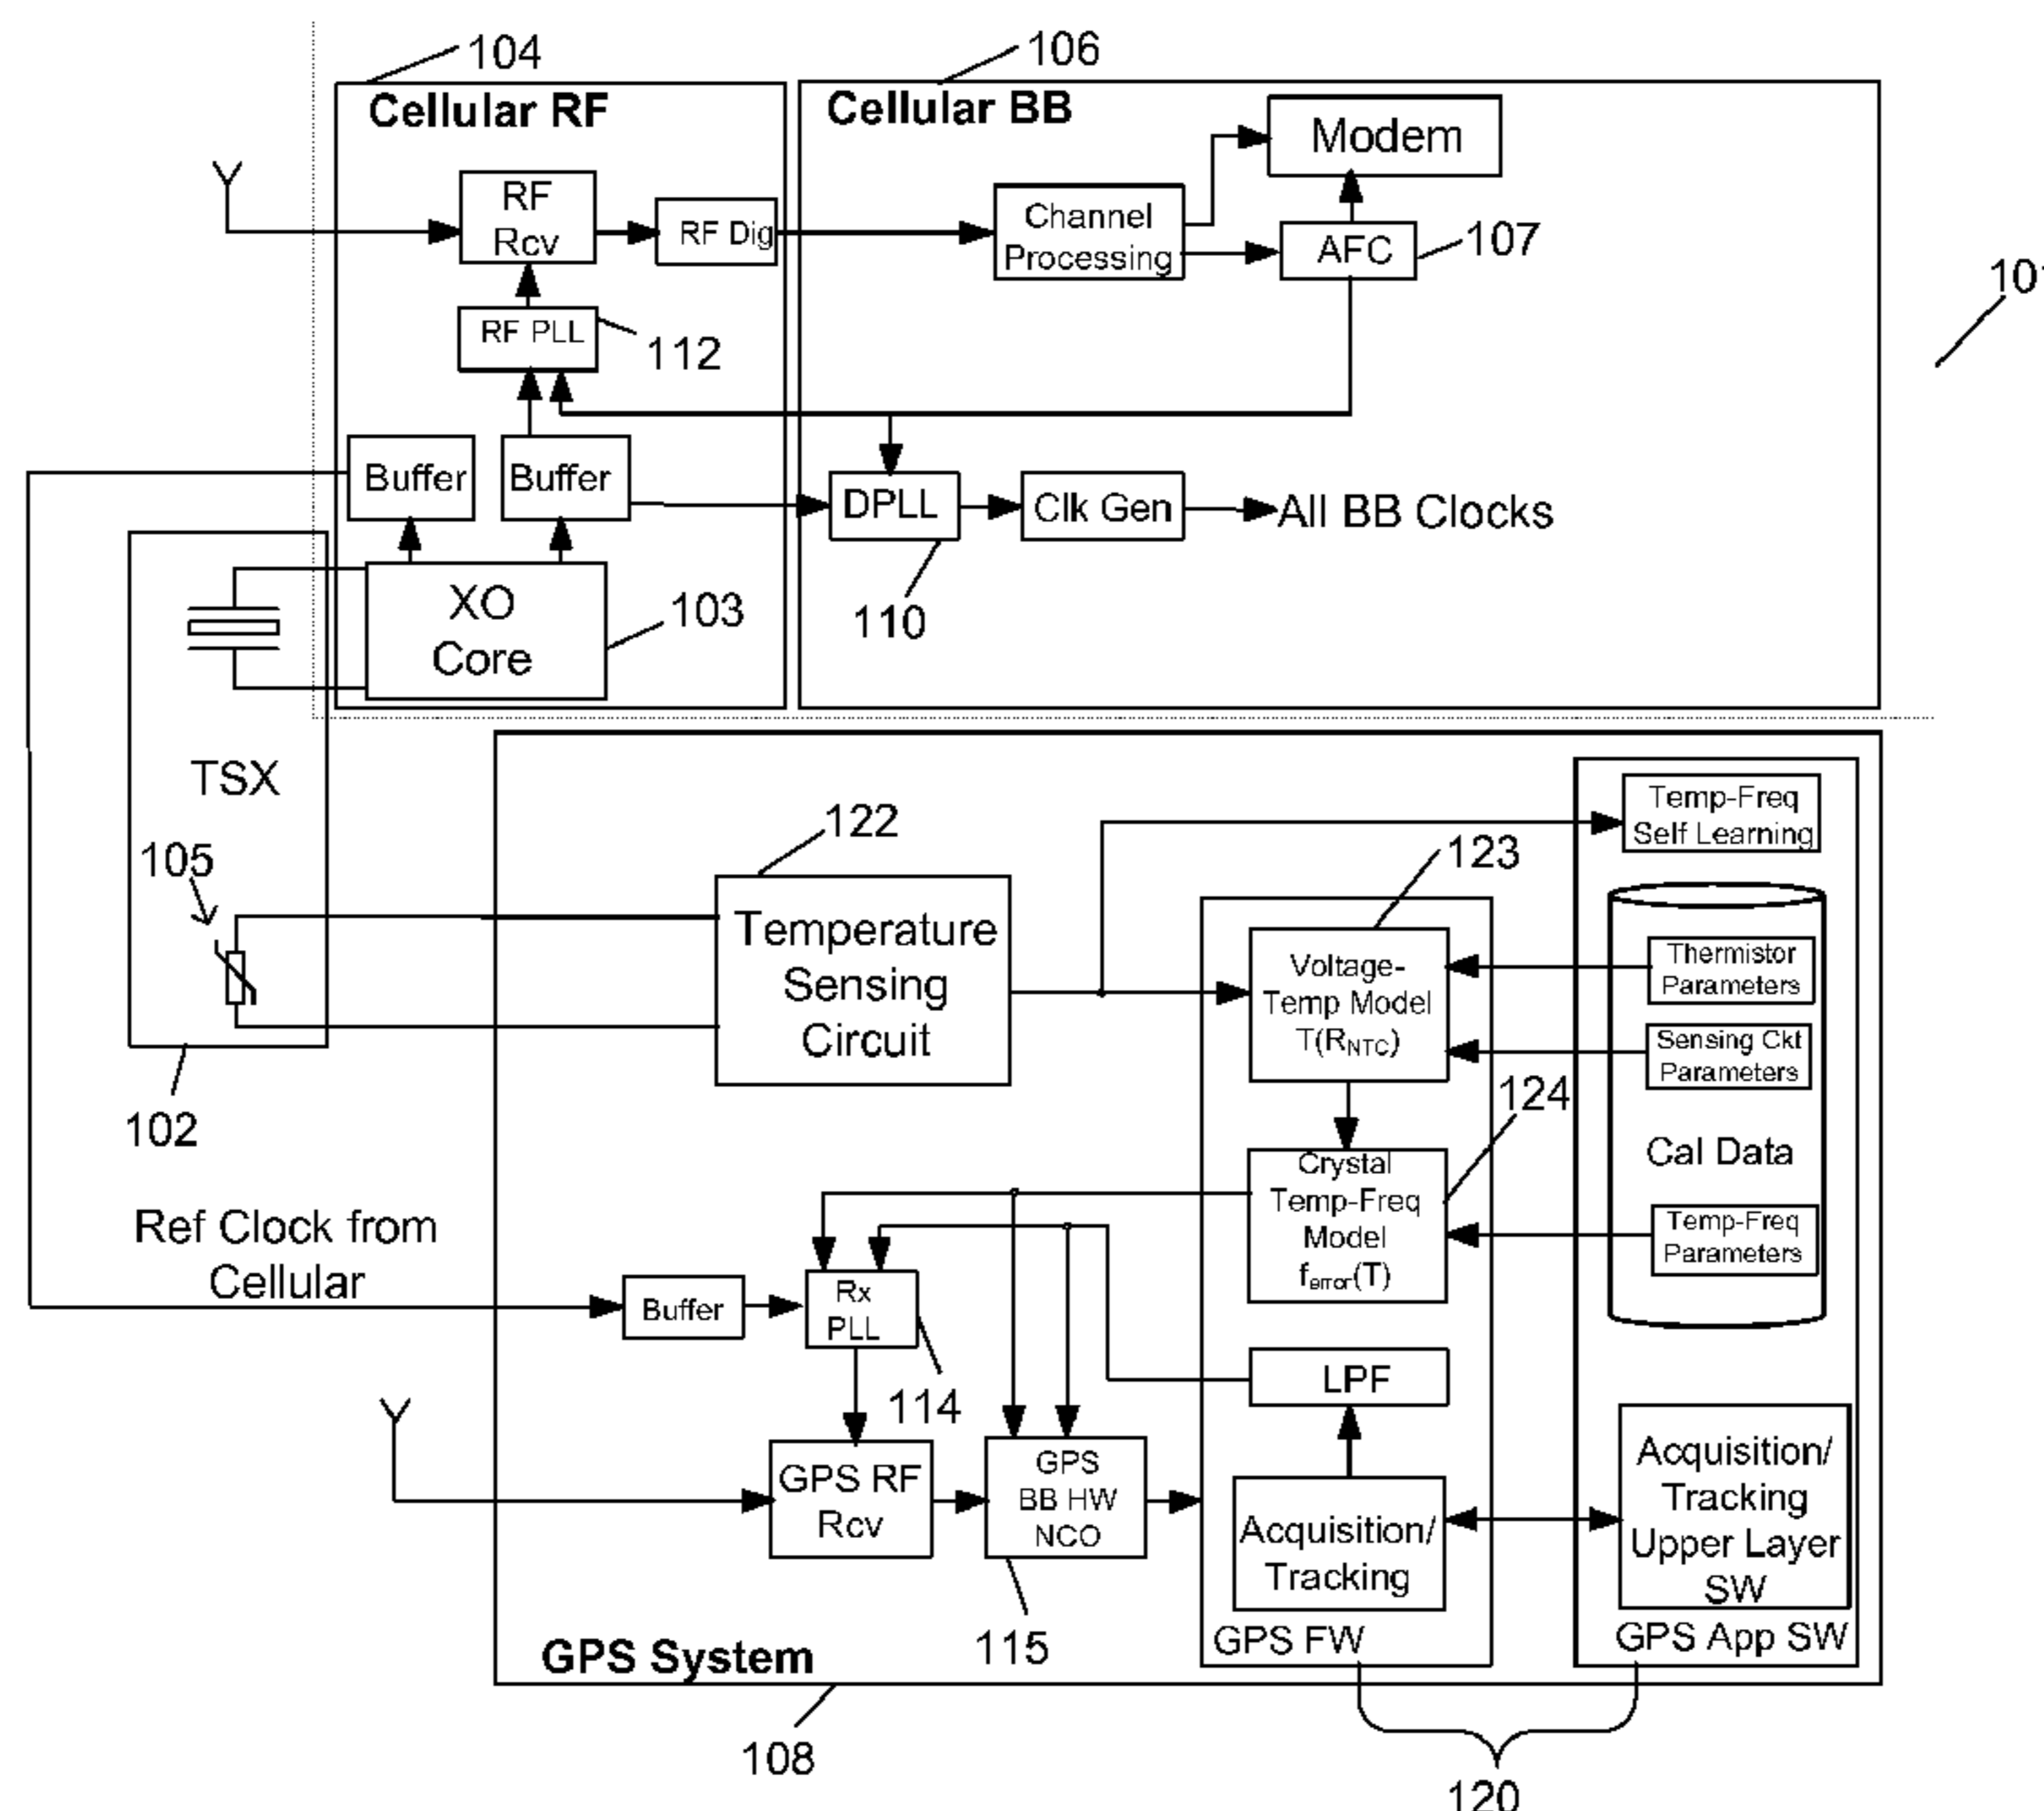 104
106
Cellular RF
Cellular BB
Modem
RF
Rcv
RF Dig
Channel
Processing
AFC
107
RF PLL
112
Buffer
Buffer
DPLL
Clk Gen
All BB Clocks
XO
Core
103
110
TSX
105
102
122
Temperature
Sensing
Circuit
Temp-Freq
Self Learning
123
Voltage-
Temp Model
T(RNTC)
Thermistor
Parameters
Sensing Ckt
Parameters
124
Crystal
Temp-Freq
Model
ferror(T)
Cal Data
Temp-Freq
Parameters
Ref Clock from
Cellular
Buffer
Rx
PLL
114
LPF
GPS RF
Rcv
GPS
BB HW
NCO
115
Acquisition/
Tracking
Acquisition/
Tracking
Upper Layer
SW
GPS FW
GPS App SW
GPS System
108
120